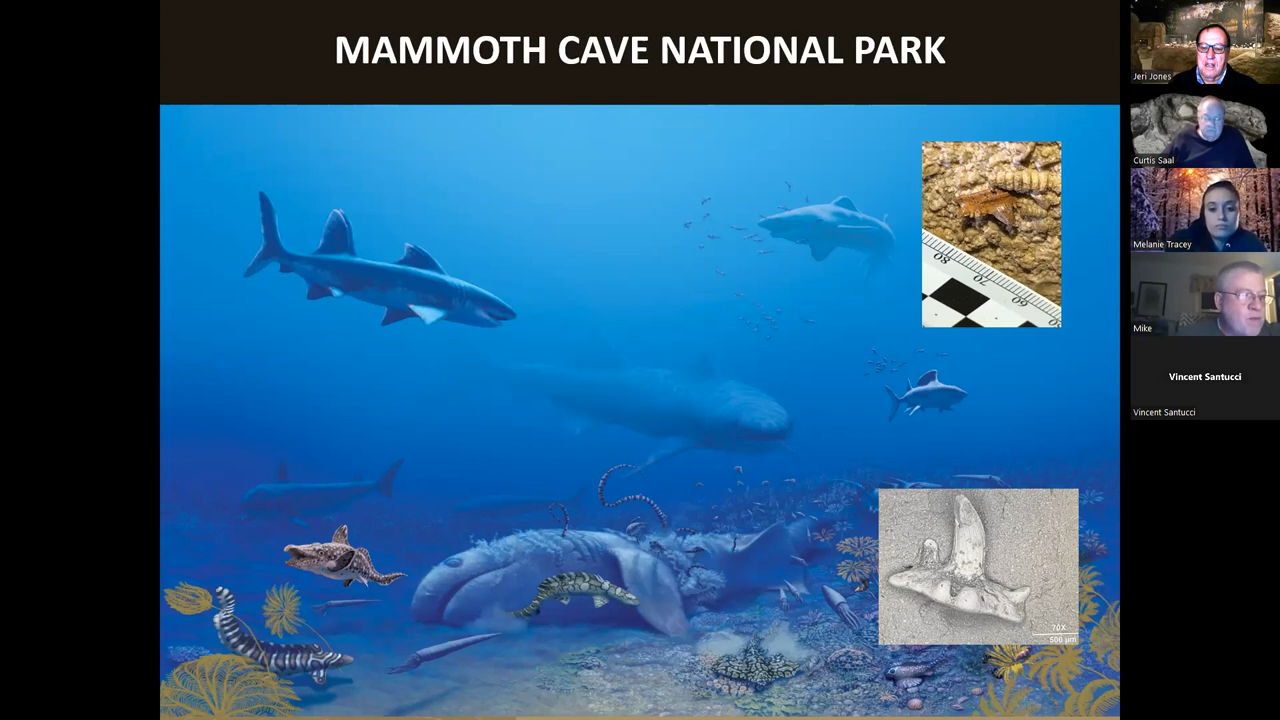 MAMMOTH CAVE NATIONAL PARK
Jeri Jones
Curtis Saal
Melanie Tracey
Mike
Vincent Santucci
Vincent Santucci
80
70
60
70X
500 µm